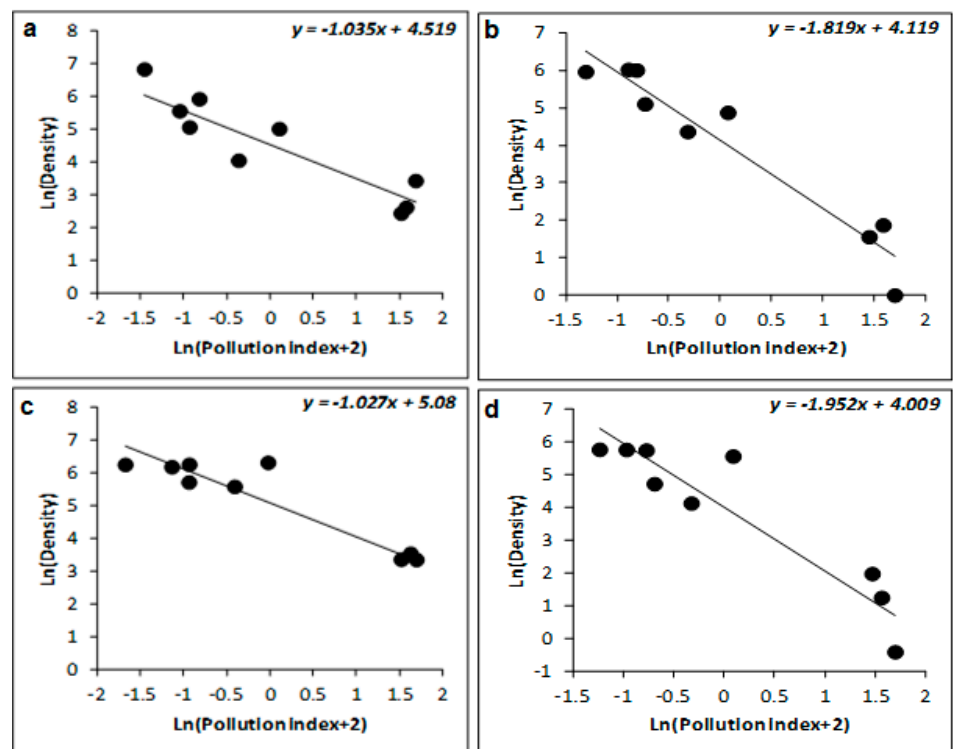 a
y = -1.035x + 4.519
Ln(Density)
8
7
6
5
4
3
2
1
0
-2 -1.5 -1 -0.5 0 0.5 1 1.5 2
Ln(Pollution index+2)
b
y = -1.819x + 4.119
Ln(Density)
7
6
5
4
3
2
1
0
-1.5 -1 -0.5 0 0.5 1 1.5 2
Ln(Pollution index+2)
c
y = -1.027x + 5.08
Ln(Density)
8
7
6
5
4
3
2
1
0
-2 -1.5 -1 -0.5 0 0.5 1 1.5 2
Ln(Pollution index+2)
d
y = -1.952x + 4.009
Ln(Density)
7
6
5
4
3
2
1
0
-1
-1.5 -1 -0.5 0 0.5 1 1.5 2
Ln(Pollution index+2)